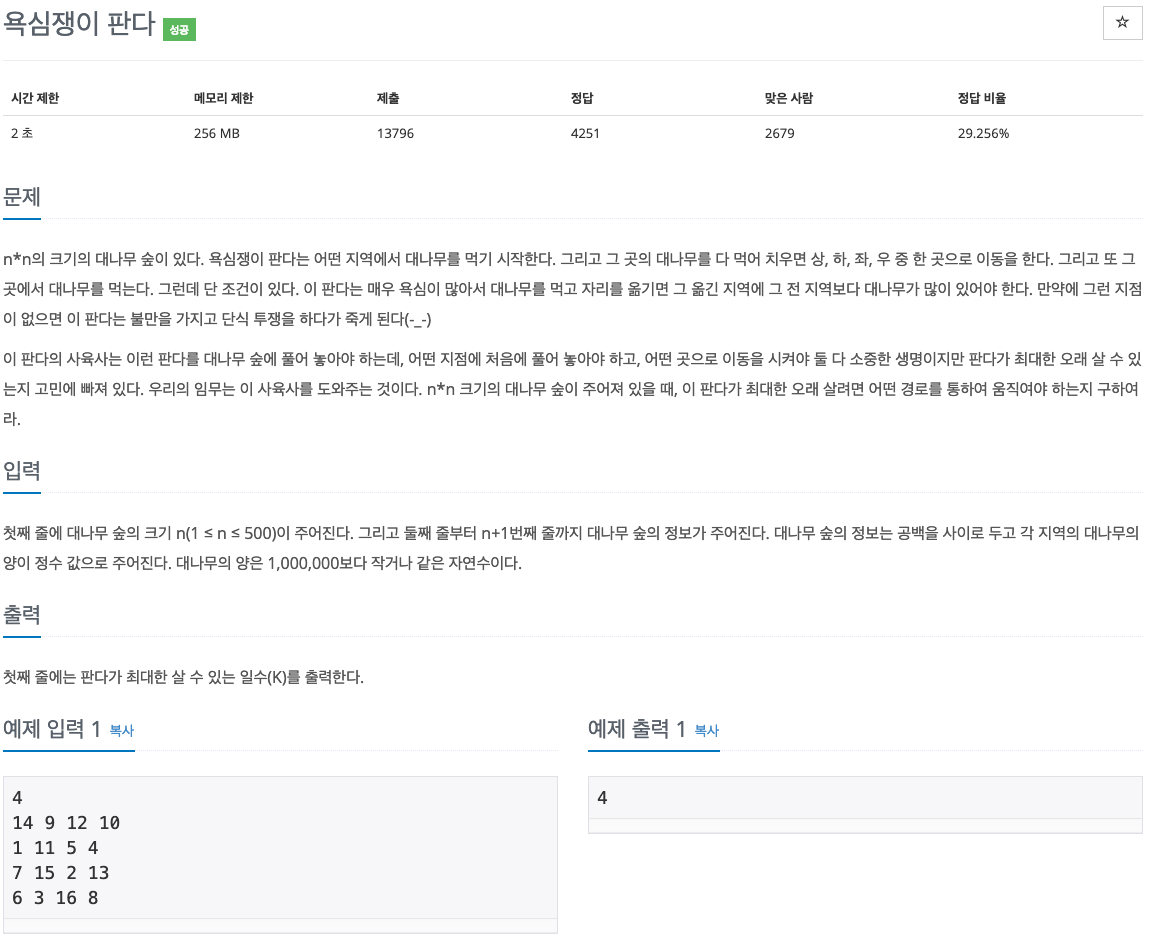 욕심쟁이 판다 성공
☆
시간 제한 메모리 제한 제출 정답 맞은 사람 정답 비율
2 초 256 MB 13796 4251 2679 29.256%
문제
n*n의 크기의 대나무 숲이 있다. 욕심쟁이 판다는 어떤 지역에서 대나무를 먹기 시작한다. 그리고 그 곳의 대나무를 다 먹어 치우면 상, 하, 좌, 우 중 한 곳으로 이동을 한다. 그리고 또 그
곳에서 대나무를 먹는다. 그런데 단 조건이 있다. 이 판다는 매우 욕심이 많아서 대나무를 먹고 자리를 옮기면 그 옮긴 지역에 그 전 지역보다 대나무가 많이 있어야 한다. 만약에 그런 지점
이 없으면 이 판다는 불만을 가지고 단식 투쟁을 하다가 죽게 된다(-_-)
이 판다의 사육사는 이런 판다를 대나무 숲에 풀어 놓아야 하는데, 어떤 지점에 처음에 풀어 놓아야 하고, 어떤 곳으로 이동을 시켜야 둘 다 소중한 생명이지만 판다가 최대한 오래 살 수 있
는지 고민에 빠져 있다. 우리의 임무는 이 사육사를 도와주는 것이다. n*n 크기의 대나무 숲이 주어져 있을 때, 이 판다가 최대한 오래 살려면 어떤 경로를 통하여 움직여야 하는지 구하여
라.
입력
첫째 줄에 대나무 숲의 크기 n(1 ≤ n ≤ 500)이 주어진다. 그리고 둘째 줄부터 n+1번째 줄까지 대나무 숲의 정보가 주어진다. 대나무 숲의 정보는 공백을 사이로 두고 각 지역의 대나무의
양이 정수 값으로 주어진다. 대나무의 양은 1,000,000보다 작거나 같은 자연수이다.
출력
첫째 줄에는 판다가 최대한 살 수 있는 일수(K)를 출력한다.
예제 입력 1 복사
4
14 9 12 10
1 11 5 4
7 15 2 13
6 3 16 8
예제 출력 1 복사
4